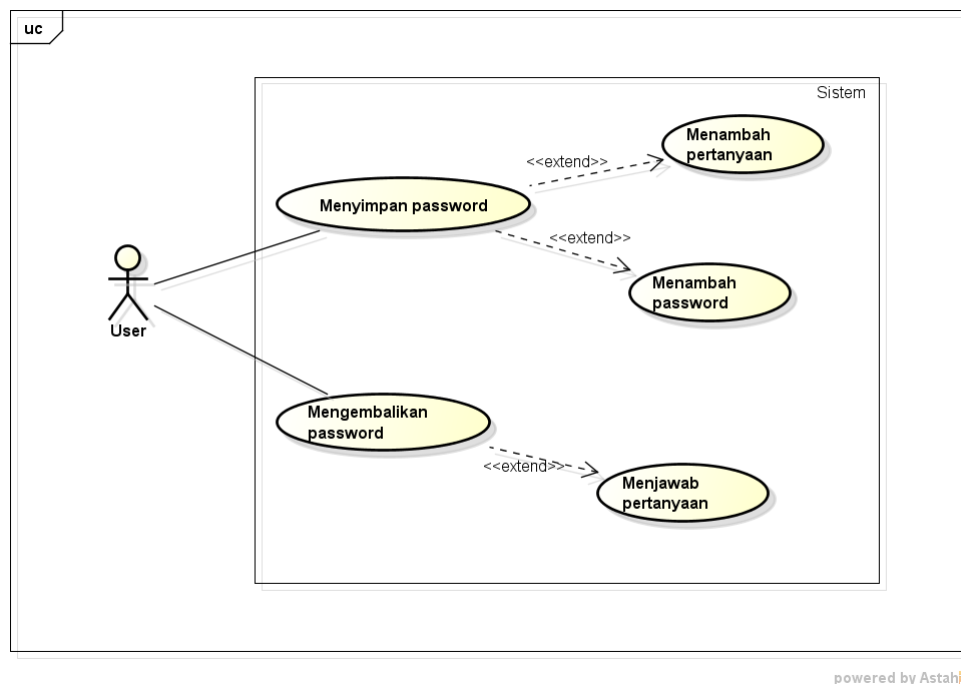 uc
Sistem
Menambah
pertanyaan
<<extend>>
Menyimpan password
<<extend>>
Menambah
password
User
Mengembalikan
password
<<extend>>
Menjawab
pertanyaan
powered by Astah